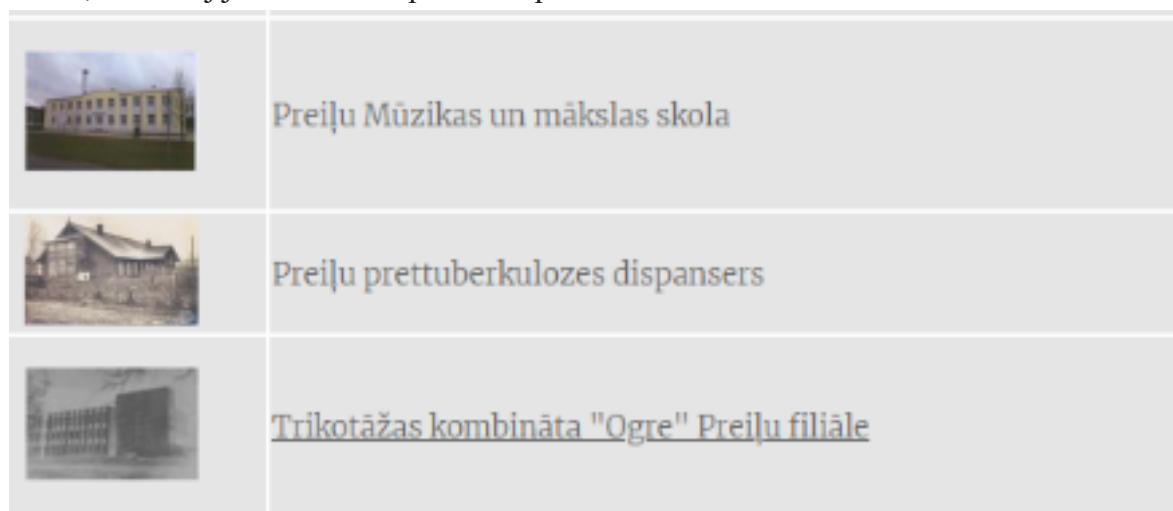 Preiļu Mūzikas un mākslas skola
Preiļu prettuberkulozes dispansers
Trikotāžas kombināta "Ogre" Preiļu filiāle